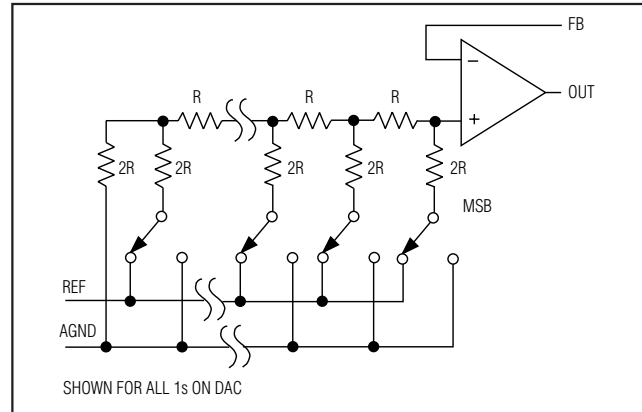 FB
OUT
R
R
R
−
+
2R
2R
2R
2R
2R
MSB
REF
AGND
SHOWN FOR ALL 1s ON DAC